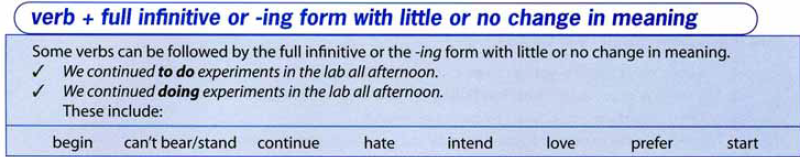 verb + full infinitive or -ing form with little or no change in meaning
Some verbs can be followed by the full infinitive or the -ing form with little or no change in meaning.
✓ We continued to do experiments in the lab all afternoon.
✓ We continued doing experiments in the lab all afternoon.
These include:
begin can't bear/stand continue hate intend love prefer start